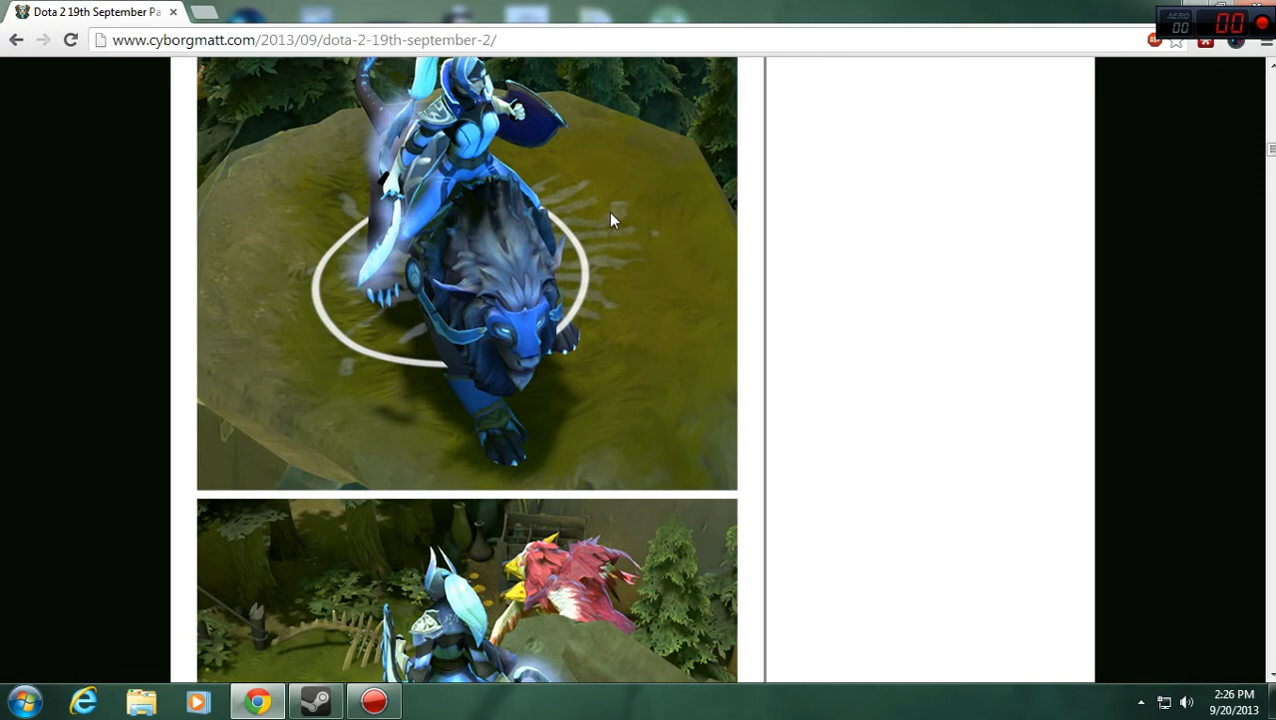 Dota 2 19th September Pa
AERO
00
00
www.cyborgmatt.com/2013/09/dota-2-19th-september-2/
2:26 PM
9/20/2013